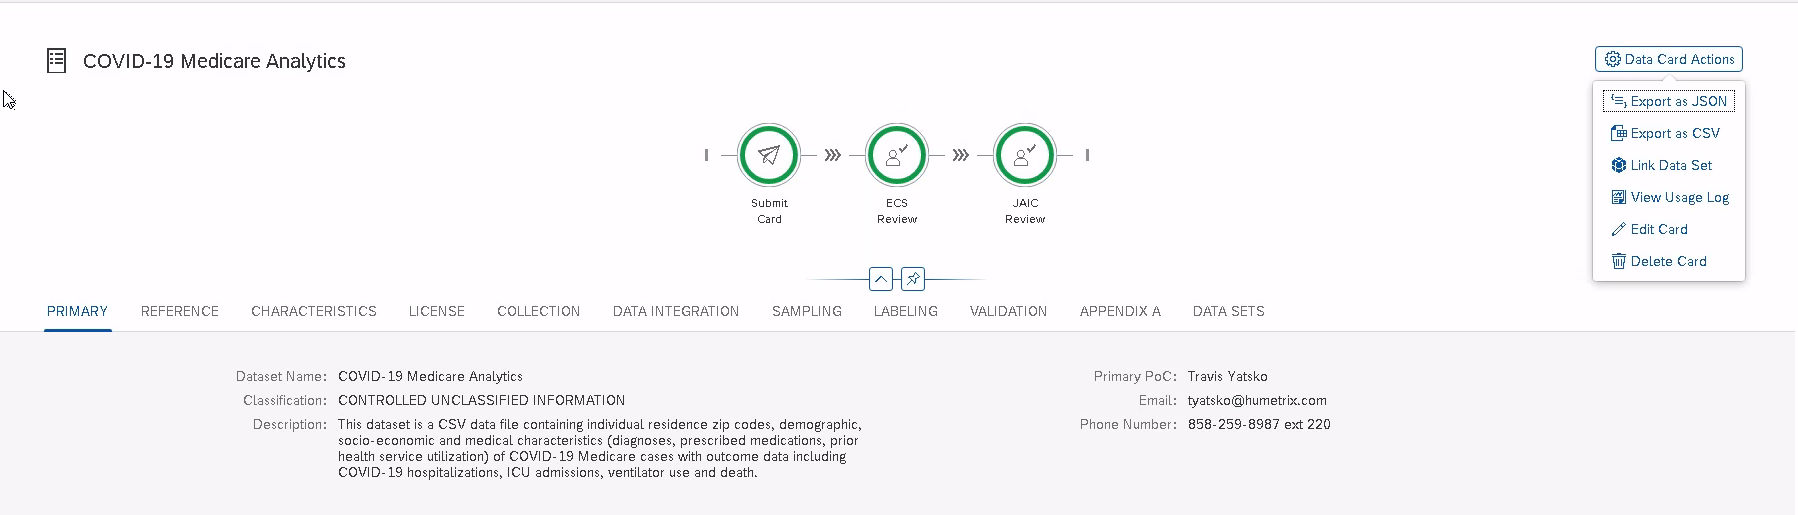 COVID-19 Medicare Analytics
Data Card Actions
Export as JSON
Export as CSV
Link Data Set
View Usage Log
Edit Card
Delete Card
Submit
Card
ECS
Review
JAIC
Review
PRIMARY REFERENCE CHARACTERISTICS LICENSE COLLECTION DATA INTEGRATION SAMPLING LABELING VALIDATION APPENDIX A DATA SETS
Dataset Name: COVID-19 Medicare Analytics
Classification: CONTROLLED UNCLASSIFIED INFORMATION
Description: This dataset is a CSV data file containing individual residence zip codes, demographic,
socio-economic and medical characteristics (diagnoses, prescribed medications, prior
health service utilization) of COVID-19 Medicare cases with outcome data including
COVID-19 hospitalizations, ICU admissions, ventilator use and death.
Primary PoC: Travis Yatsko
Email: tyatsko@humetrix.com
Phone Number: 858-259-8987 ext 220